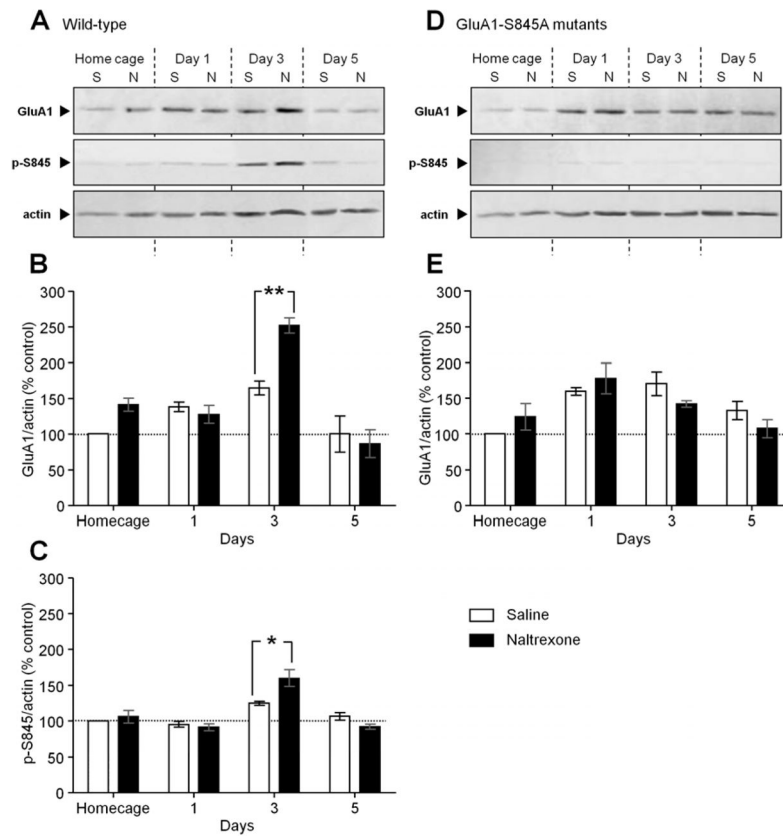 A Wild-type
Home cage Day 1 Day 3 Day 5
S N S N S N S N
GluA1
p-S845
actin
D GluA1-S845A mutants
Home cage Day 1 Day 3 Day 5
S N S N S N S N
GluA1
p-S845
actin
B
GluA1/actin (% control)
300
250
200
150
100
50
0
**
Homecage 1 3 5
Days
E
GluA1/actin (% control)
300
250
200
150
100
50
0
Homecage 1 3 5
Days
C
p-S845/actin (% control)
300
250
200
150
100
50
0
*
Homecage 1 3 5
Days
Saline
Naltrexone